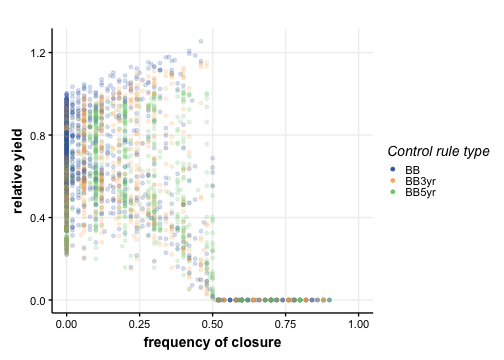 1.2
0.8
0.4
0.0
relative yield
0.00
0.25
0.50
0.75
1.00
frequency of closure
Control rule type
BB
BB3yr
BB5yr